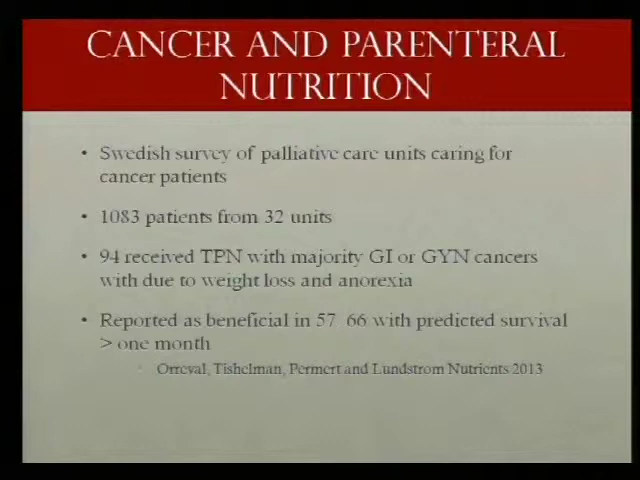 CANCER AND PARENTERAL
NUTRITION
• Swedish survey of palliative care units caring for
cancer patients
• 1083 patients from 32 units
• 94 received TPN with majority GI or GYN cancers
with due to weight loss and anorexia
• Reported as beneficial in 57 66 with predicted survival
> one month
Orreval, Tishelman, Permert and Lundstrom Nutrients 2013